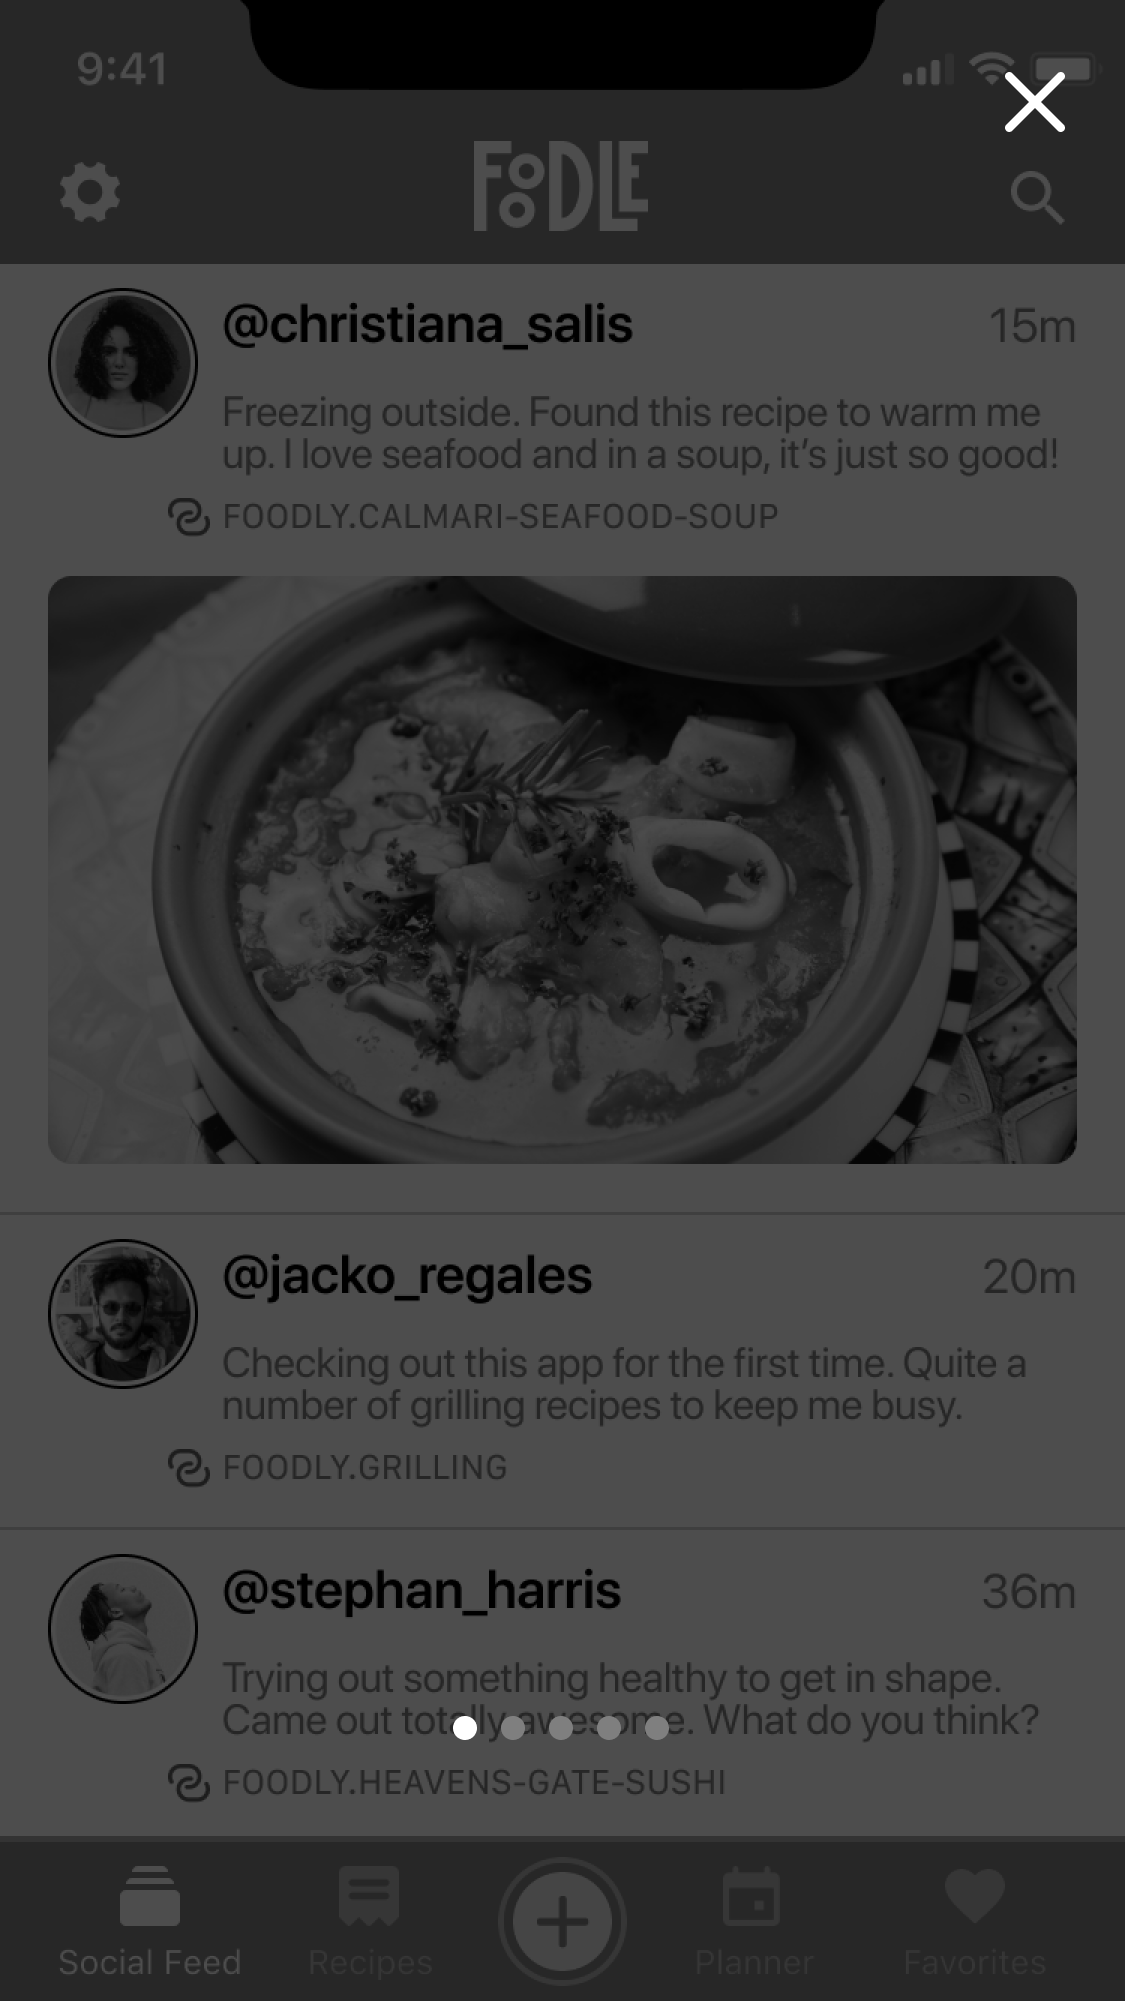 9:41
FOODLE
@christiana_salis 15m
Freezing outside. Found this recipe to warm me
up. I love seafood and in a soup, it’s just so good!
FOODLY.CALMARI-SEAFOOD-SOUP
@jacko_regales 20m
Checking out this app for the first time. Quite a
number of grilling recipes to keep me busy.
FOODLY.GRILLING
@stephan_harris 36m
Trying out something healthy to get in shape.
Came out totally awesome. What do you think?
FOODLY.HEAVENS-GATE-SUSHI
Social Feed Recipes Planner Favorites